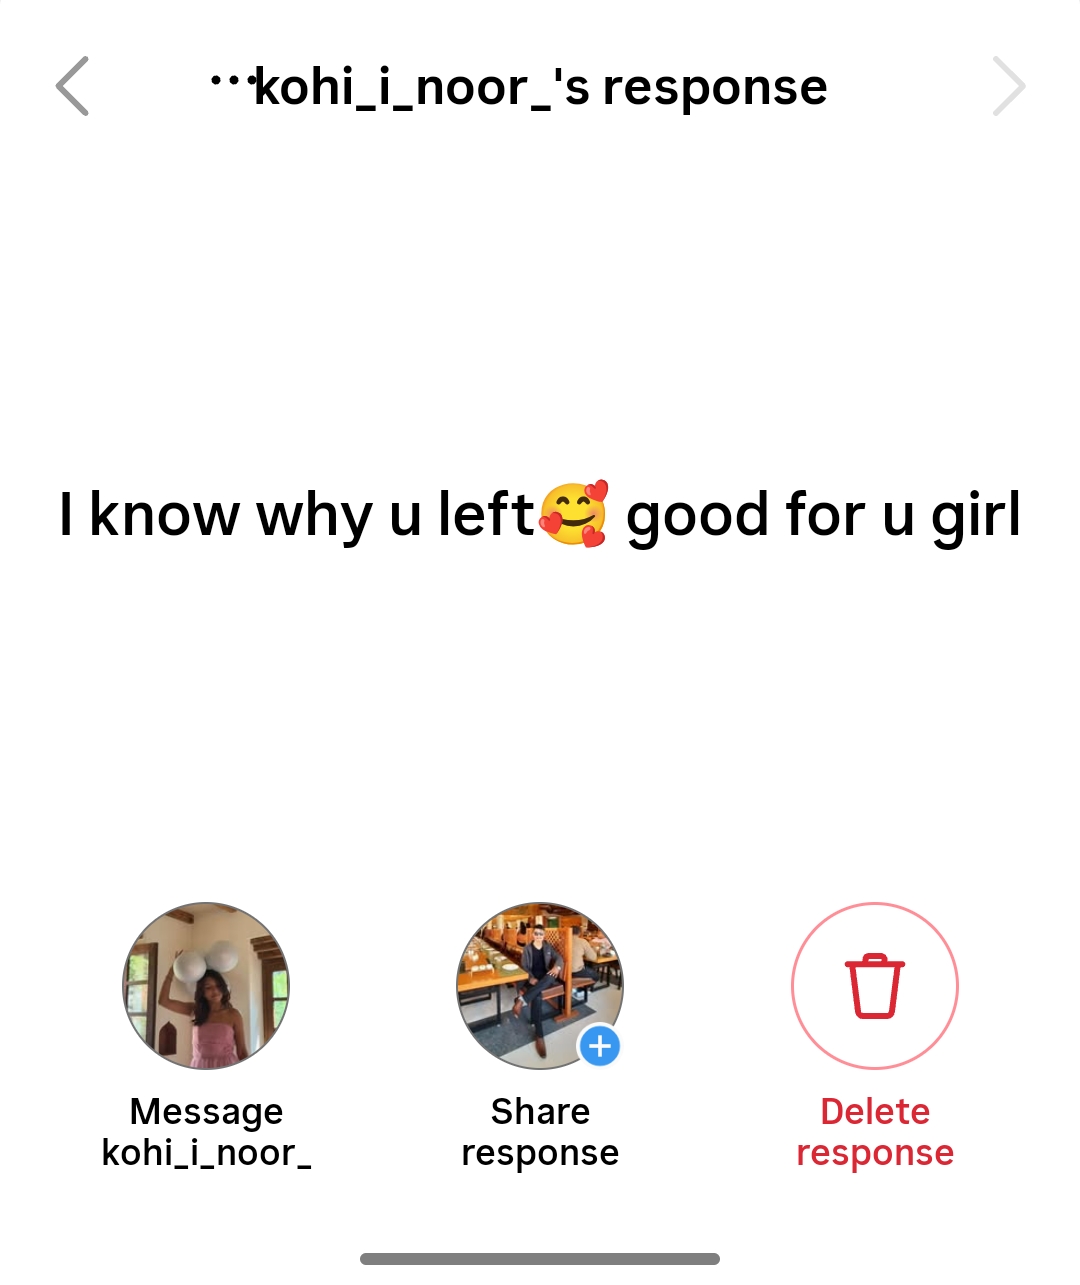 ...kohi_i_noor_'s response
I know why u left🥰 good for u girl
Message
kohi_i_noor_
Share
response
Delete
response